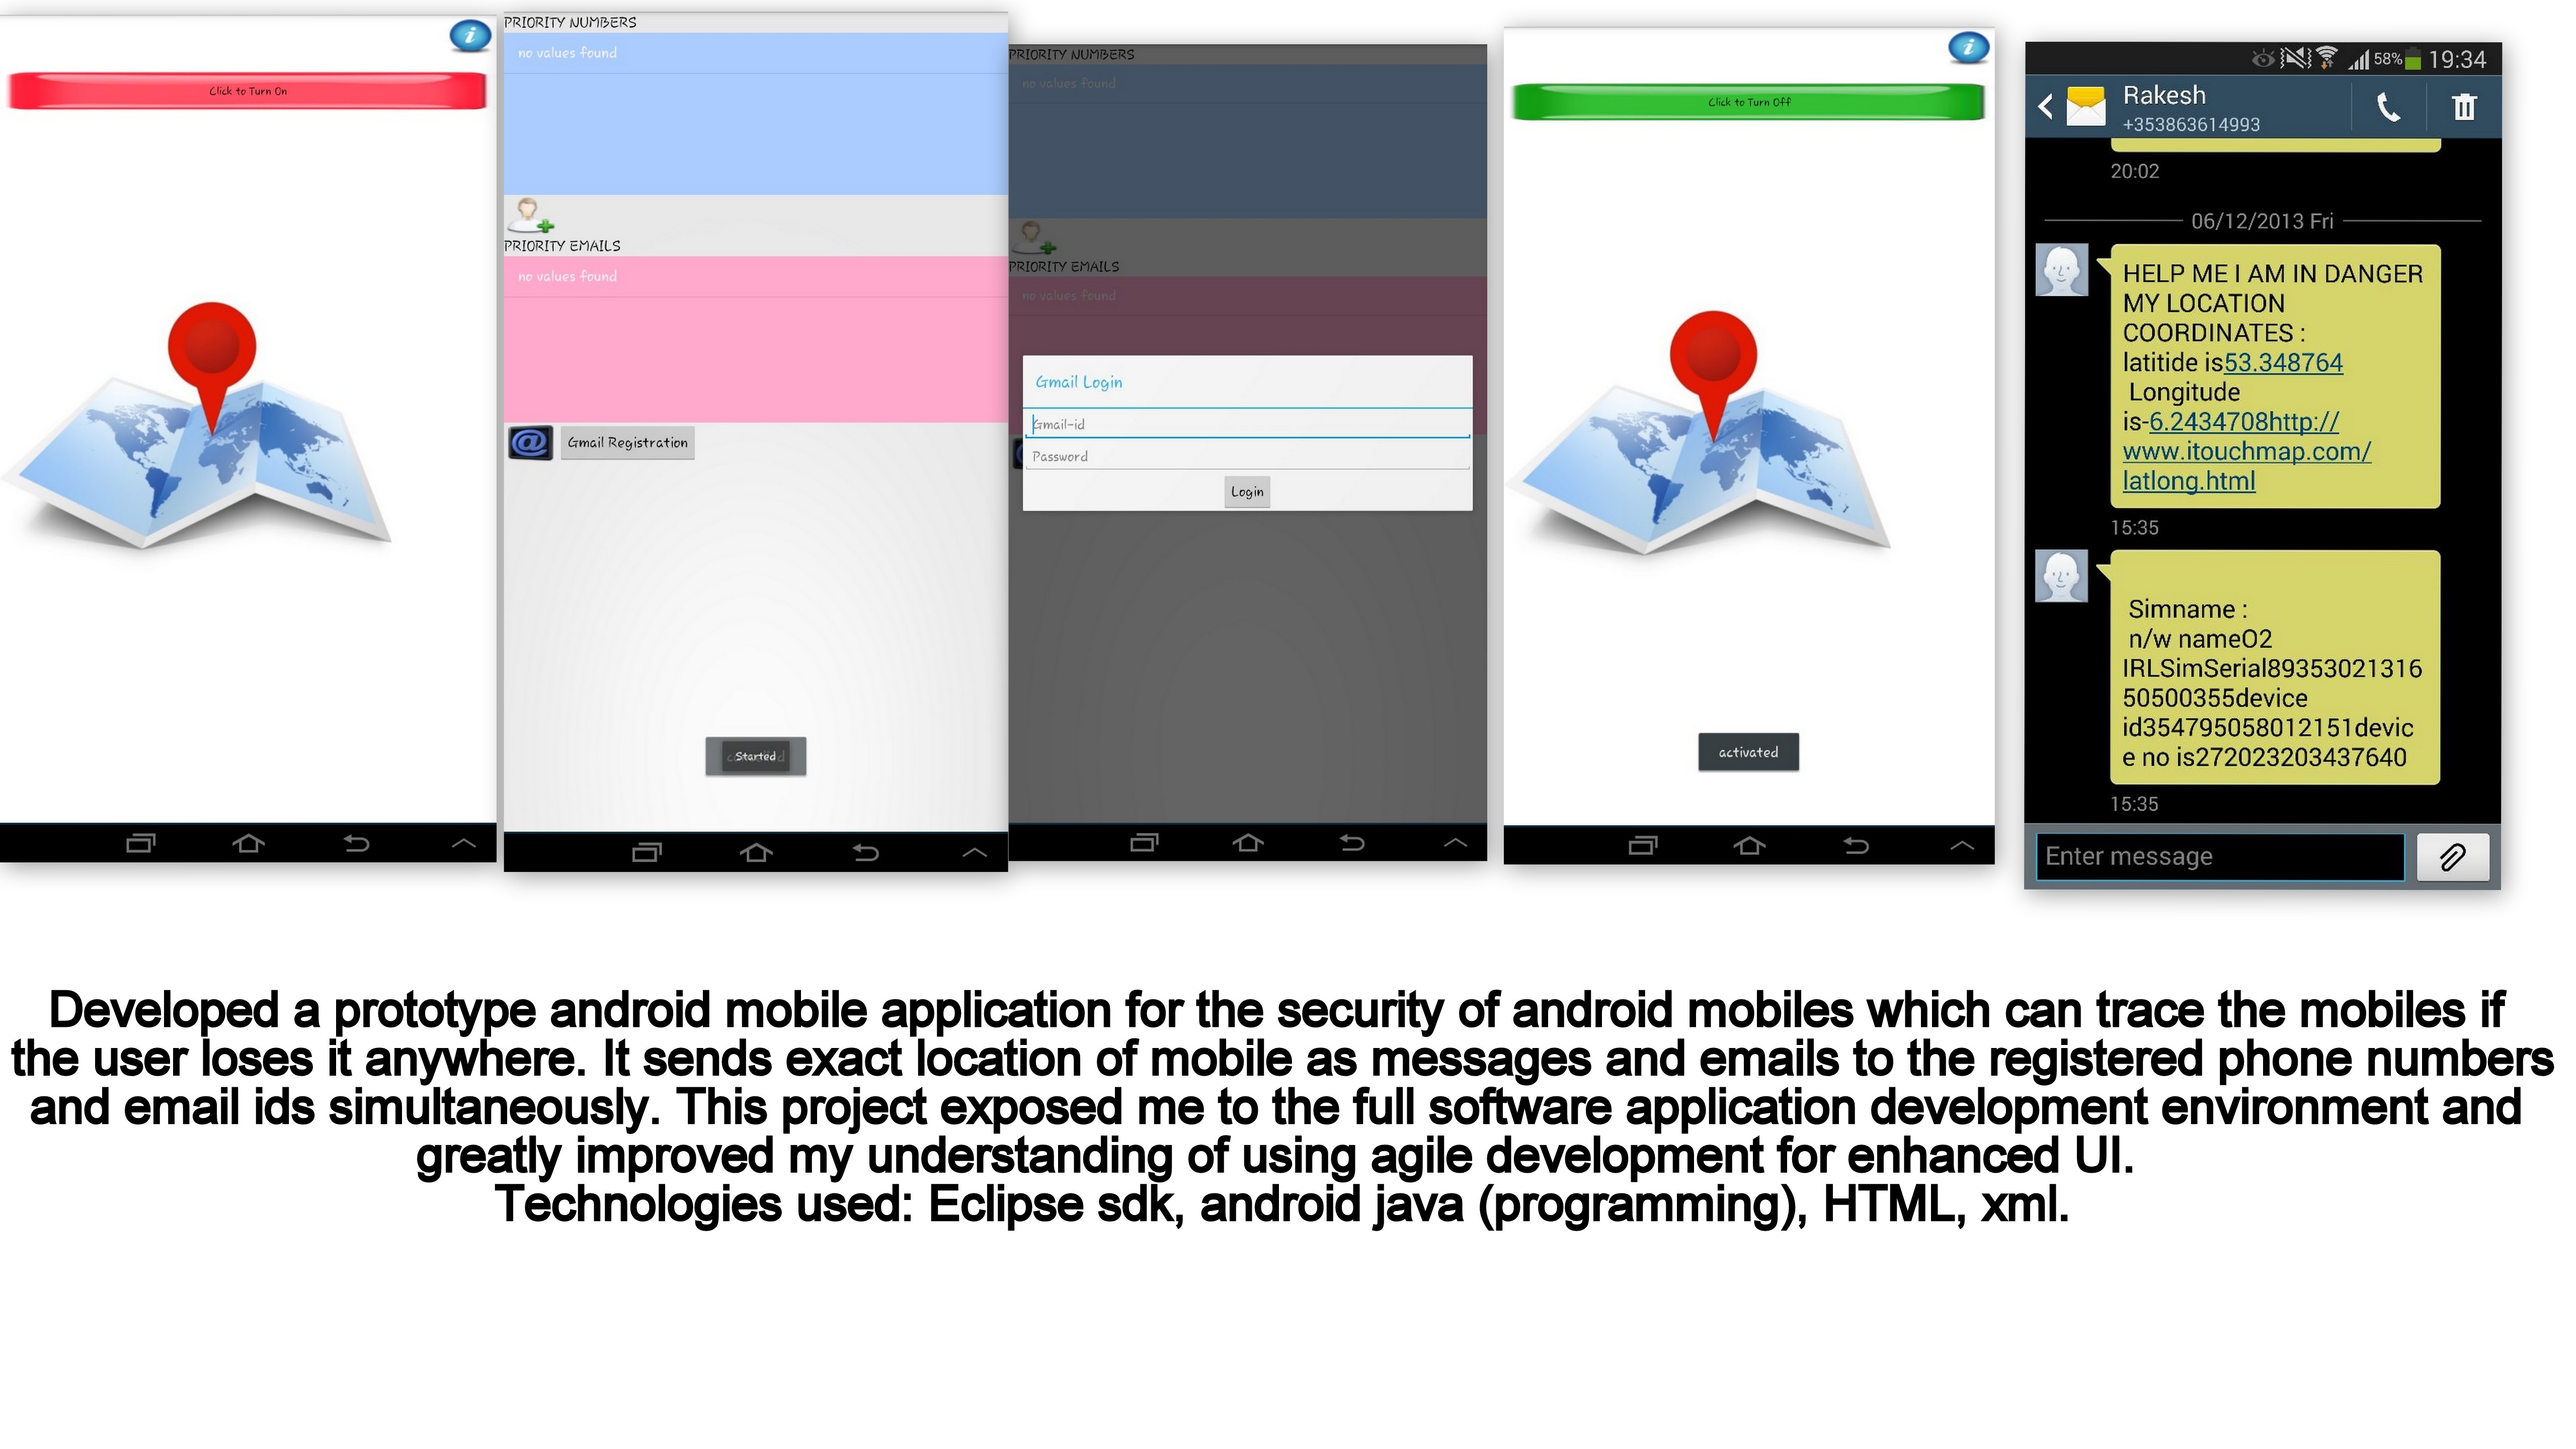 Click to Turn On
PRIORITY NUMBERS
no values found
PRIORITY EMAILS
no values found
Gmail Registration
Started
PRIORITY NUMBERS
no values found
PRIORITY EMAILS
no values found
Gmail Login
Gmail-id
Password
Login
Click to Turn Off
activated
58% 19:34
Rakesh
+353863614993
20:02
06/12/2013 Fri
HELP ME I AM IN DANGER
MY LOCATION
COORDINATES :
latitide is53.348764
Longitude
is-6.2434708http://
www.itouchmap.com/
latlong.html
15:35
Simname :
n/w nameO2
IRLSimSerial89353021316
50500355device
id354795058012151devic
e no is272023203437640
15:35
Enter message
Developed a prototype android mobile application for the security of android mobiles which can trace the mobiles if
the user loses it anywhere. It sends exact location of mobile as messages and emails to the registered phone numbers
and email ids simultaneously. This project exposed me to the full software application development environment and
greatly improved my understanding of using agile development for enhanced UI.
Technologies used: Eclipse sdk, android java (programming), HTML, xml.